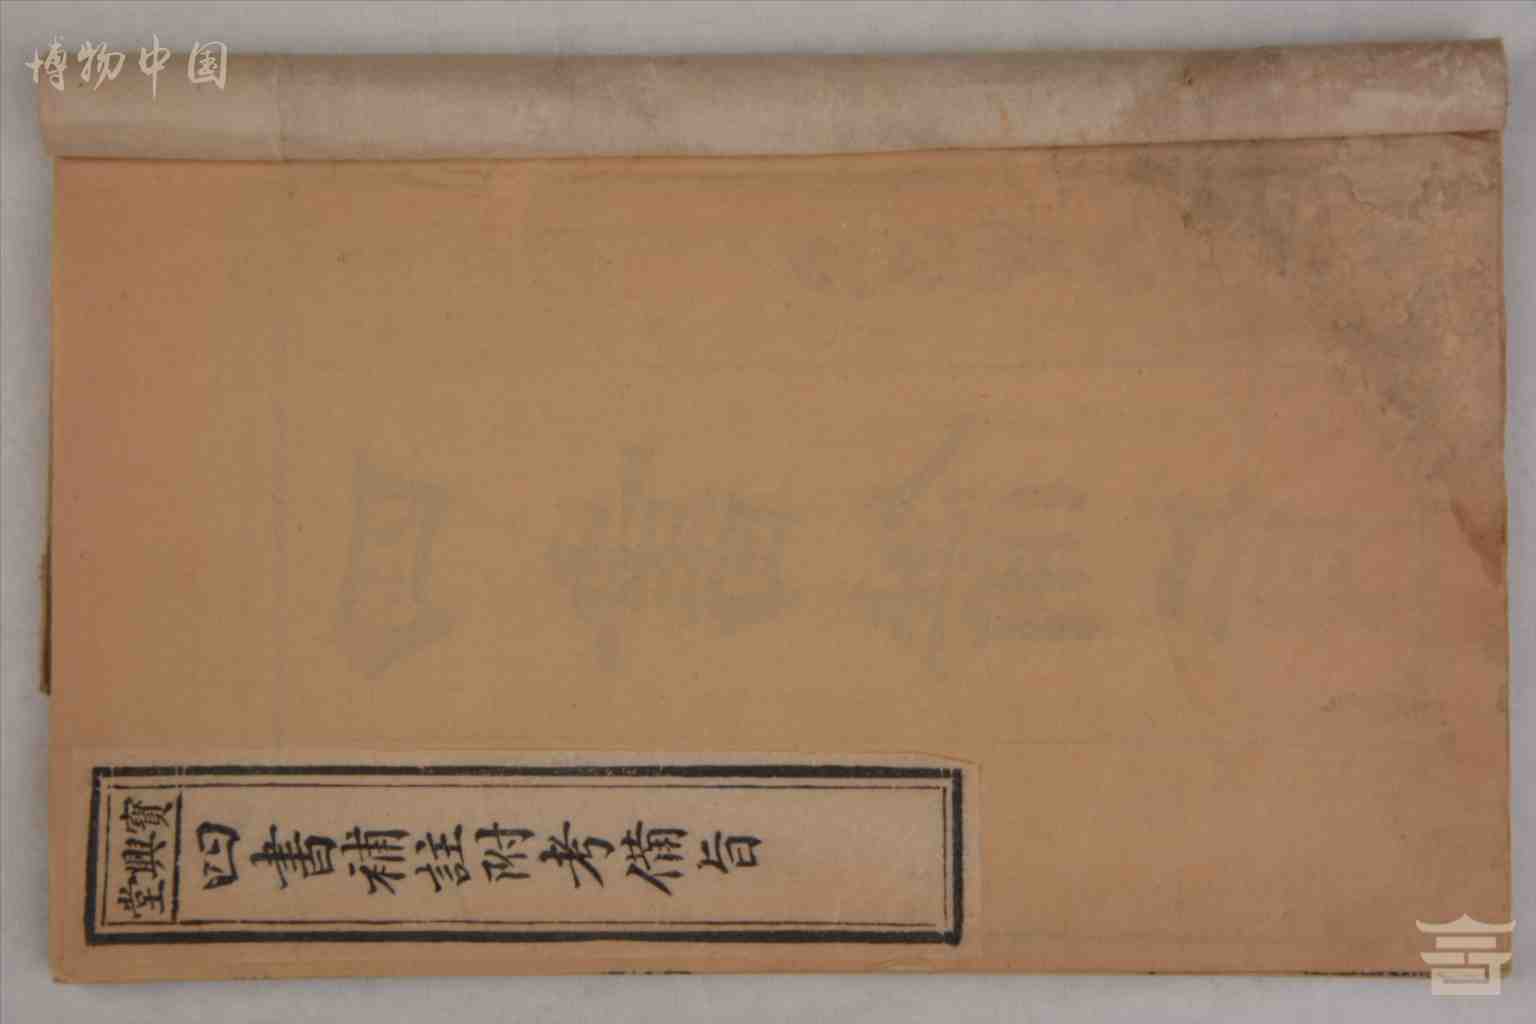 博物中国
寶興堂
四書補註附考備旨